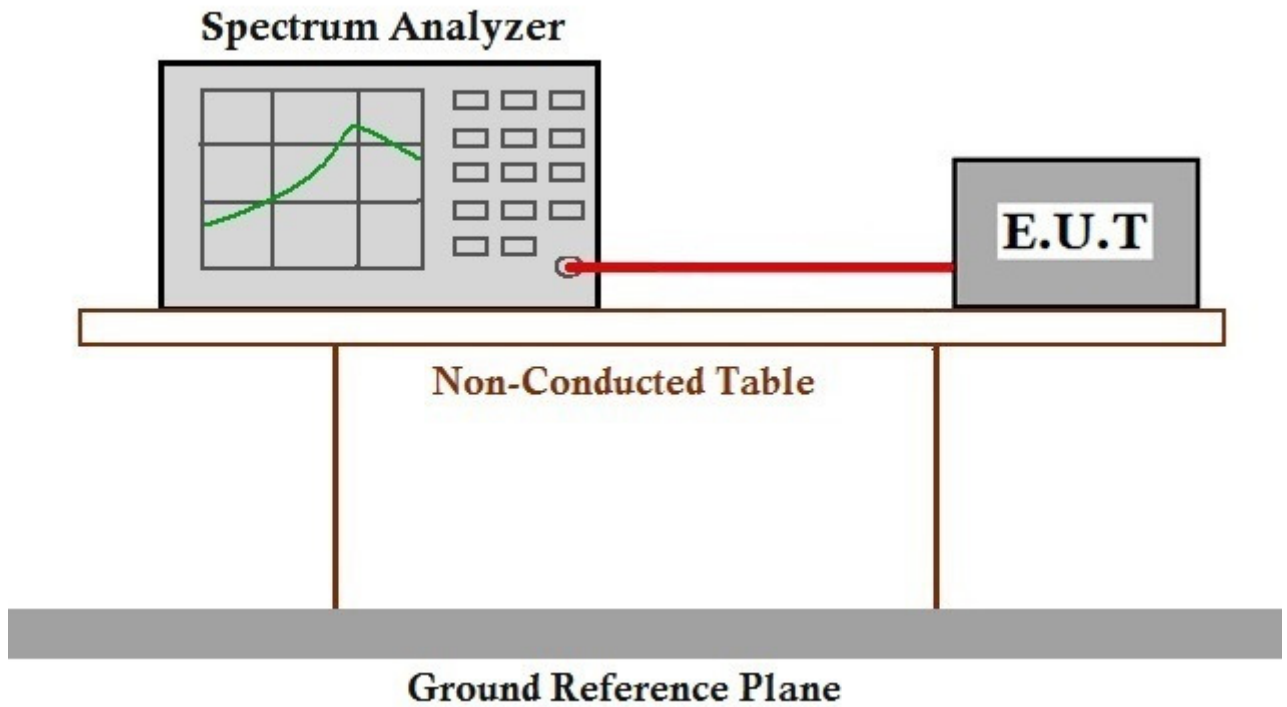 Spectrum Analyzer
E.U.T
Non-Conducted Table
Ground Reference Plane